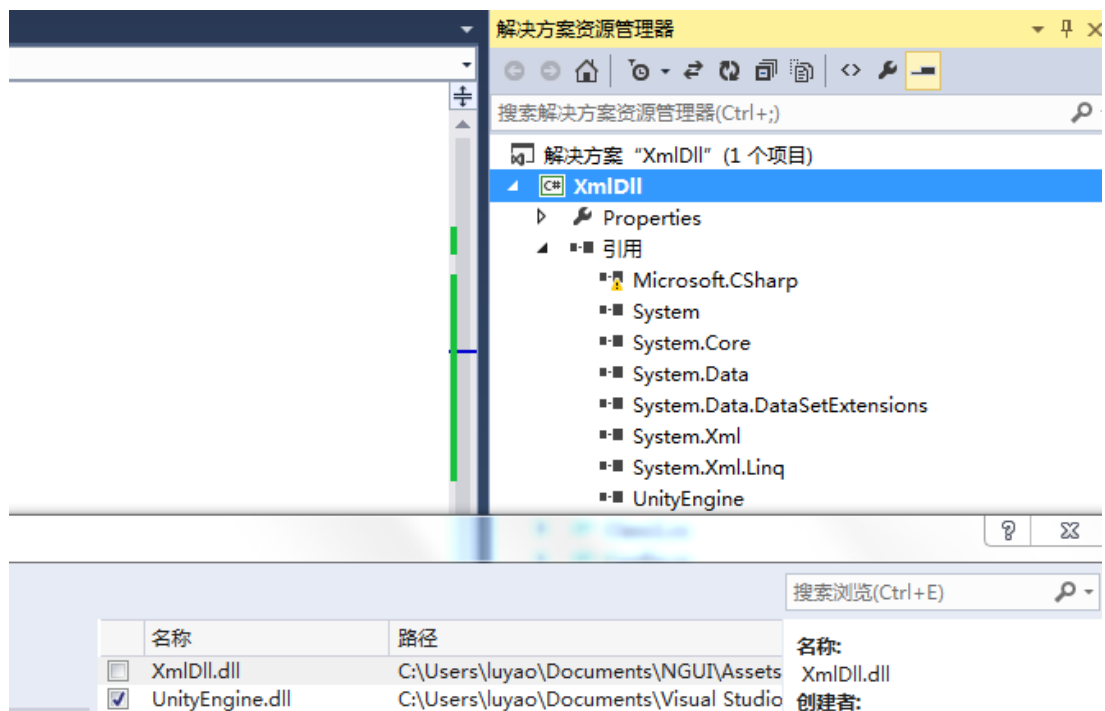 解决方案资源管理器
搜索解决方案资源管理器(Ctrl+;)
解决方案 “XmlDll” (1 个项目)
C# XmlDll
Properties
引用
Microsoft.CSharp
System
System.Core
System.Data
System.Data.DataSetExtensions
System.Xml
System.Xml.Linq
UnityEngine
搜索浏览(Ctrl+E)
名称 路径
XmlDll.dll C:\Users\luyao\Documents\NGUI\Assets
UnityEngine.dll C:\Users\luyao\Documents\Visual Studio
名称:
XmlDll.dll
创建者: